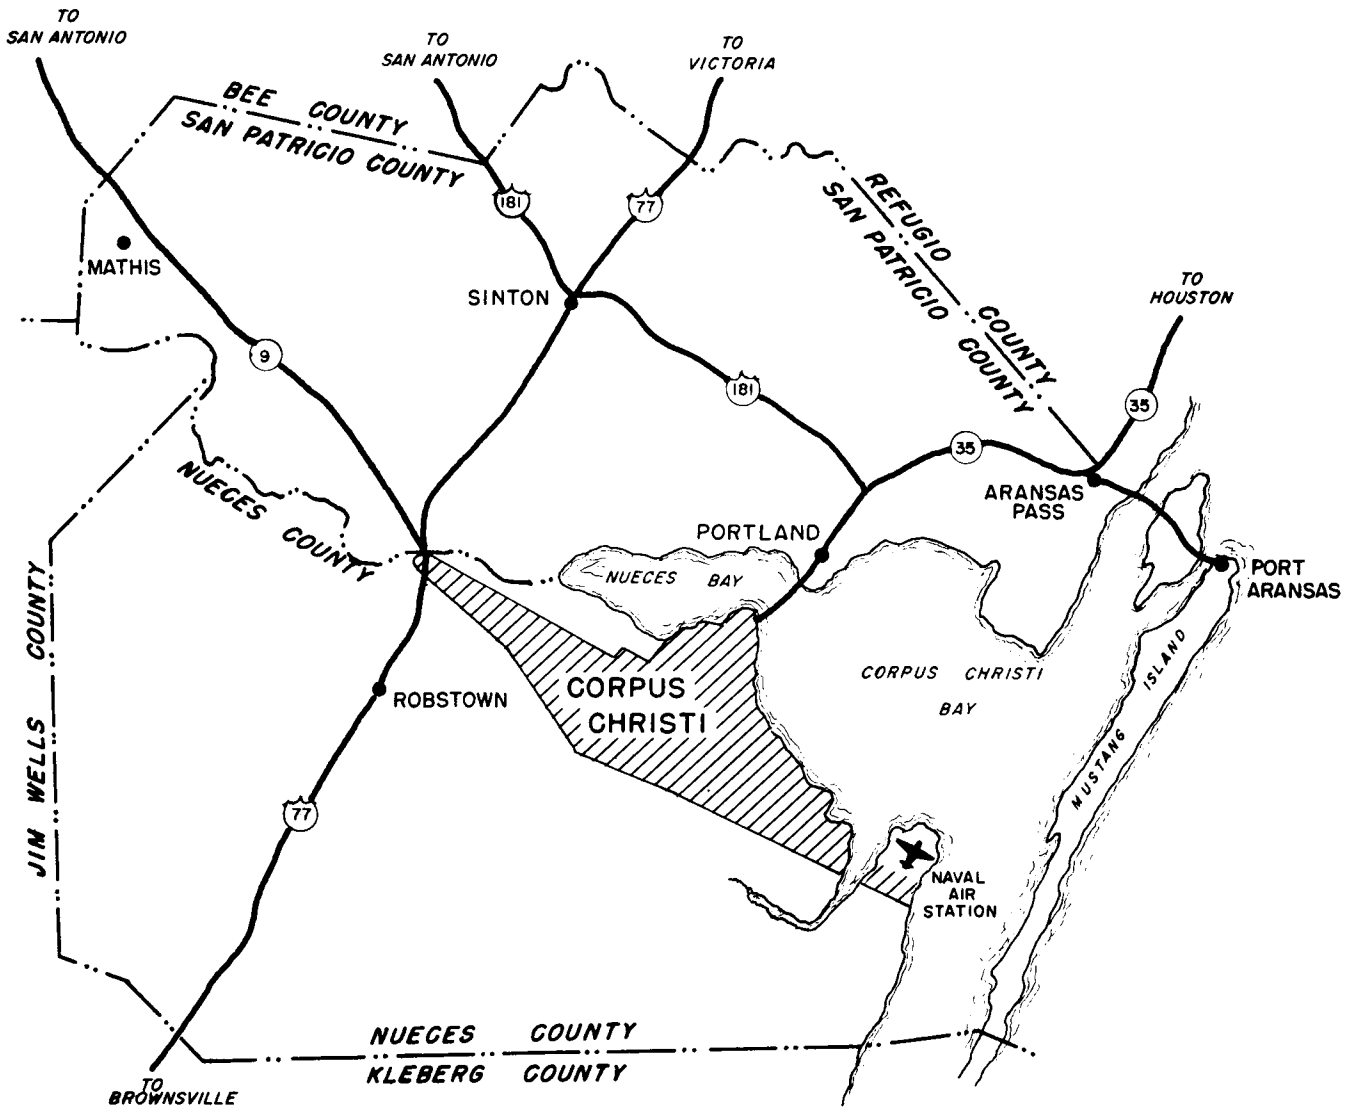 TO
SAN ANTONIO
TO
SAN ANTONIO
TO
VICTORIA
BEE COUNTY
SAN PATRICIO COUNTY
181
77
REFUGIO COUNTY
SAN PATRICIO COUNTY
MATHIS
SINTON
TO
HOUSTON
9
181
35
35
NUECES COUNTY
ARANSAS
PASS
PORTLAND
NUECES BAY
PORT
ARANSAS
JIM WELLS COUNTY
ROBSTOWN
CORPUS
CHRISTI
CORPUS CHRISTI
BAY
MUSTANG ISLAND
77
NAVAL
AIR
STATION
NUECES COUNTY
KLEBERG COUNTY
TO
BROWNSVILLE